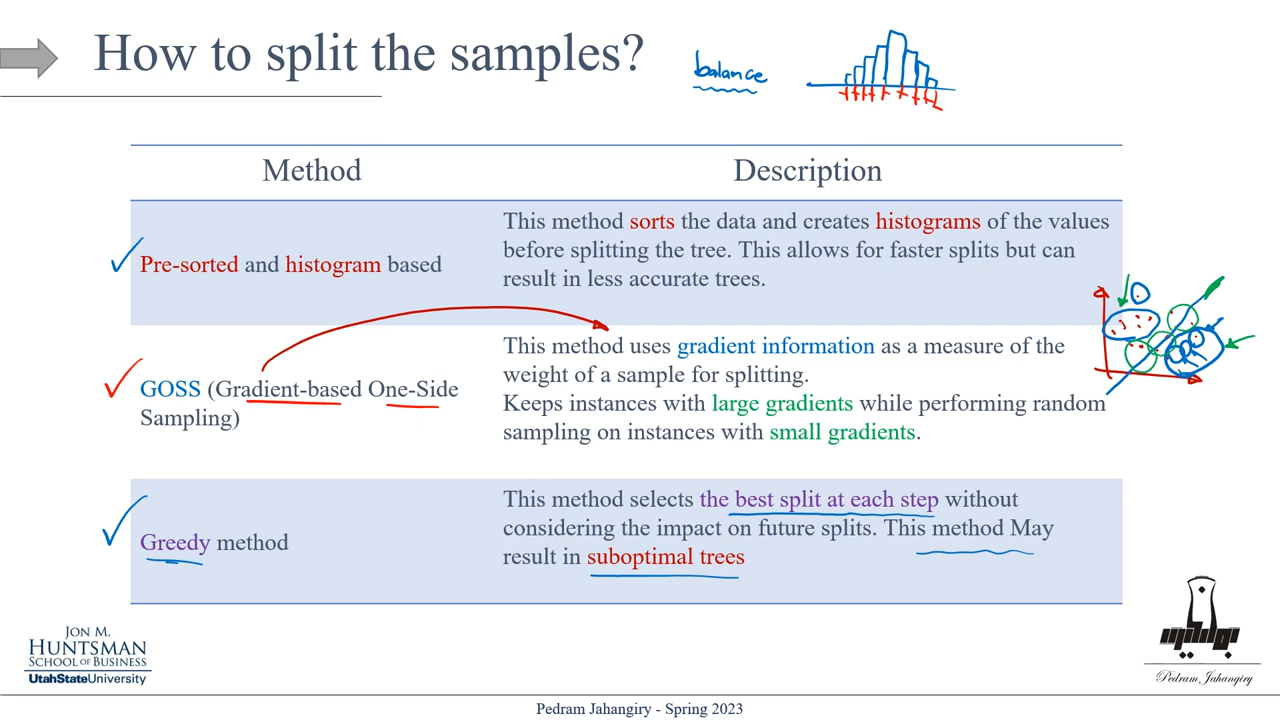 How to split the samples?
balance
Method
Description
Pre-sorted and histogram based
This method sorts the data and creates histograms of the values
before splitting the tree. This allows for faster splits but can
result in less accurate trees.
GOSS (Gradient-based One-Side
Sampling)
This method uses gradient information as a measure of the
weight of a sample for splitting.
Keeps instances with large gradients while performing random
sampling on instances with small gradients.
Greedy method
This method selects the best split at each step without
considering the impact on future splits. This method May
result in suboptimal trees
JON M.
HUNTSMAN
SCHOOL OF BUSINESS
UtahStateUniversity
Pedram Jahangiry
Pedram Jahangiry - Spring 2023